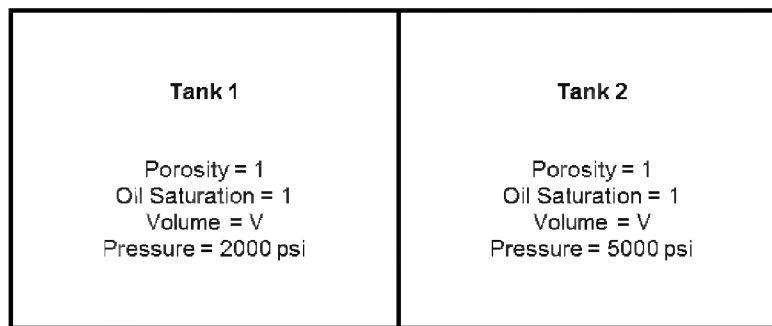 Tank 1
Porosity = 1
Oil Saturation = 1
Volume = V
Pressure = 2000 psi
Tank 2
Porosity = 1
Oil Saturation = 1
Volume = V
Pressure = 5000 psi